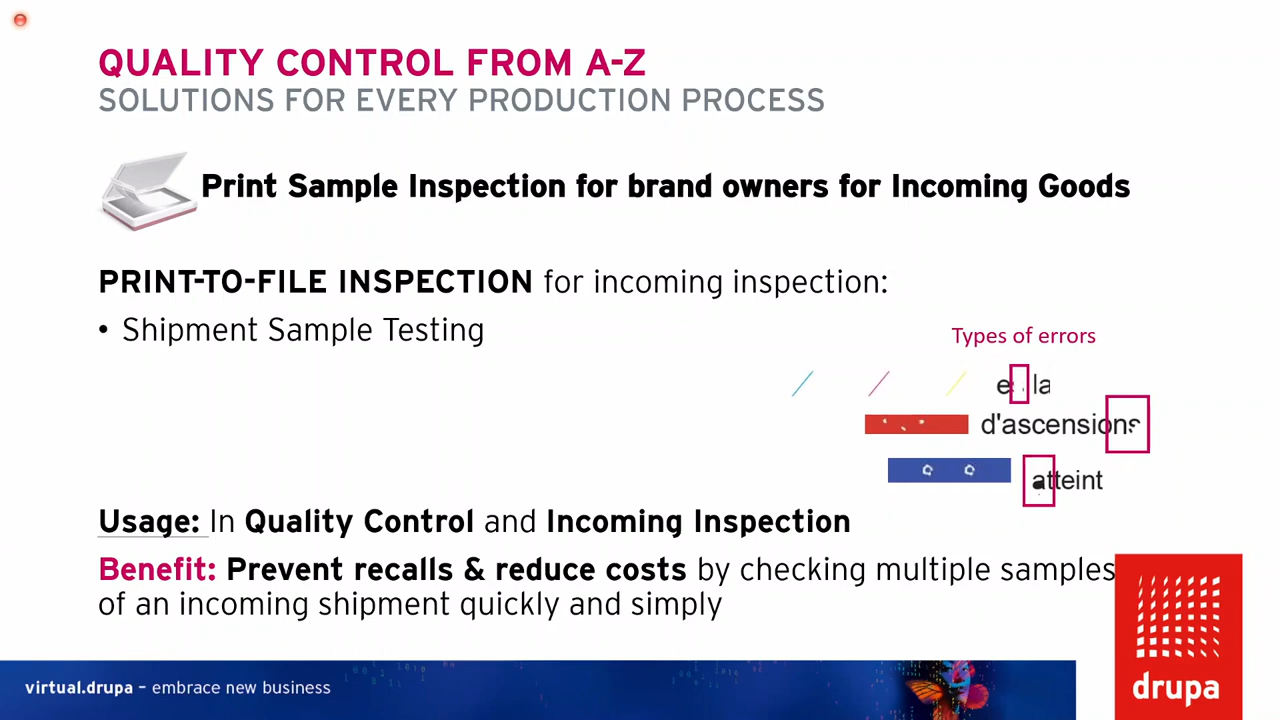 QUALITY CONTROL FROM A-Z
SOLUTIONS FOR EVERY PRODUCTION PROCESS
Print Sample Inspection for brand owners for Incoming Goods
PRINT-TO-FILE INSPECTION for incoming inspection:
• Shipment Sample Testing
Types of errors
la
d'ascensions
atteint
Usage: In Quality Control and Incoming Inspection
Benefit: Prevent recalls & reduce costs by checking multiple samples
of an incoming shipment quickly and simply
virtual.drupa – embrace new business
drupa